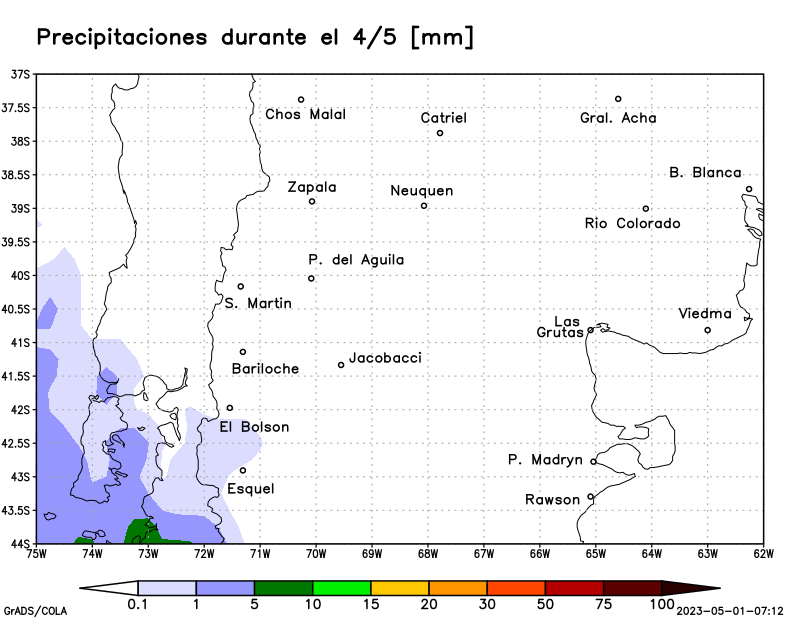 Precipitaciones durante el 4/5 [mm]
37S
37.5S
38S
38.5S
39S
39.5S
40S
40.5S
41S
41.5S
42S
42.5S
43S
43.5S
44S
Chos Malal
Catriel
Gral. Acha
B. Blanca
Zapala
Neuquen
Rio Colorado
P. del Aguila
S. Martin
Viedma
Las
Grutas
Jacobacci
Bariloche
El Bolson
P. Madryn
Esquel
Rawson
75W 74W 73W 72W 71W 70W 69W 68W 67W 66W 65W 64W 63W 62W
0.1 1 5 10 15 20 30 50 75 100
GrADS/COLA
2023-05-01-07:12